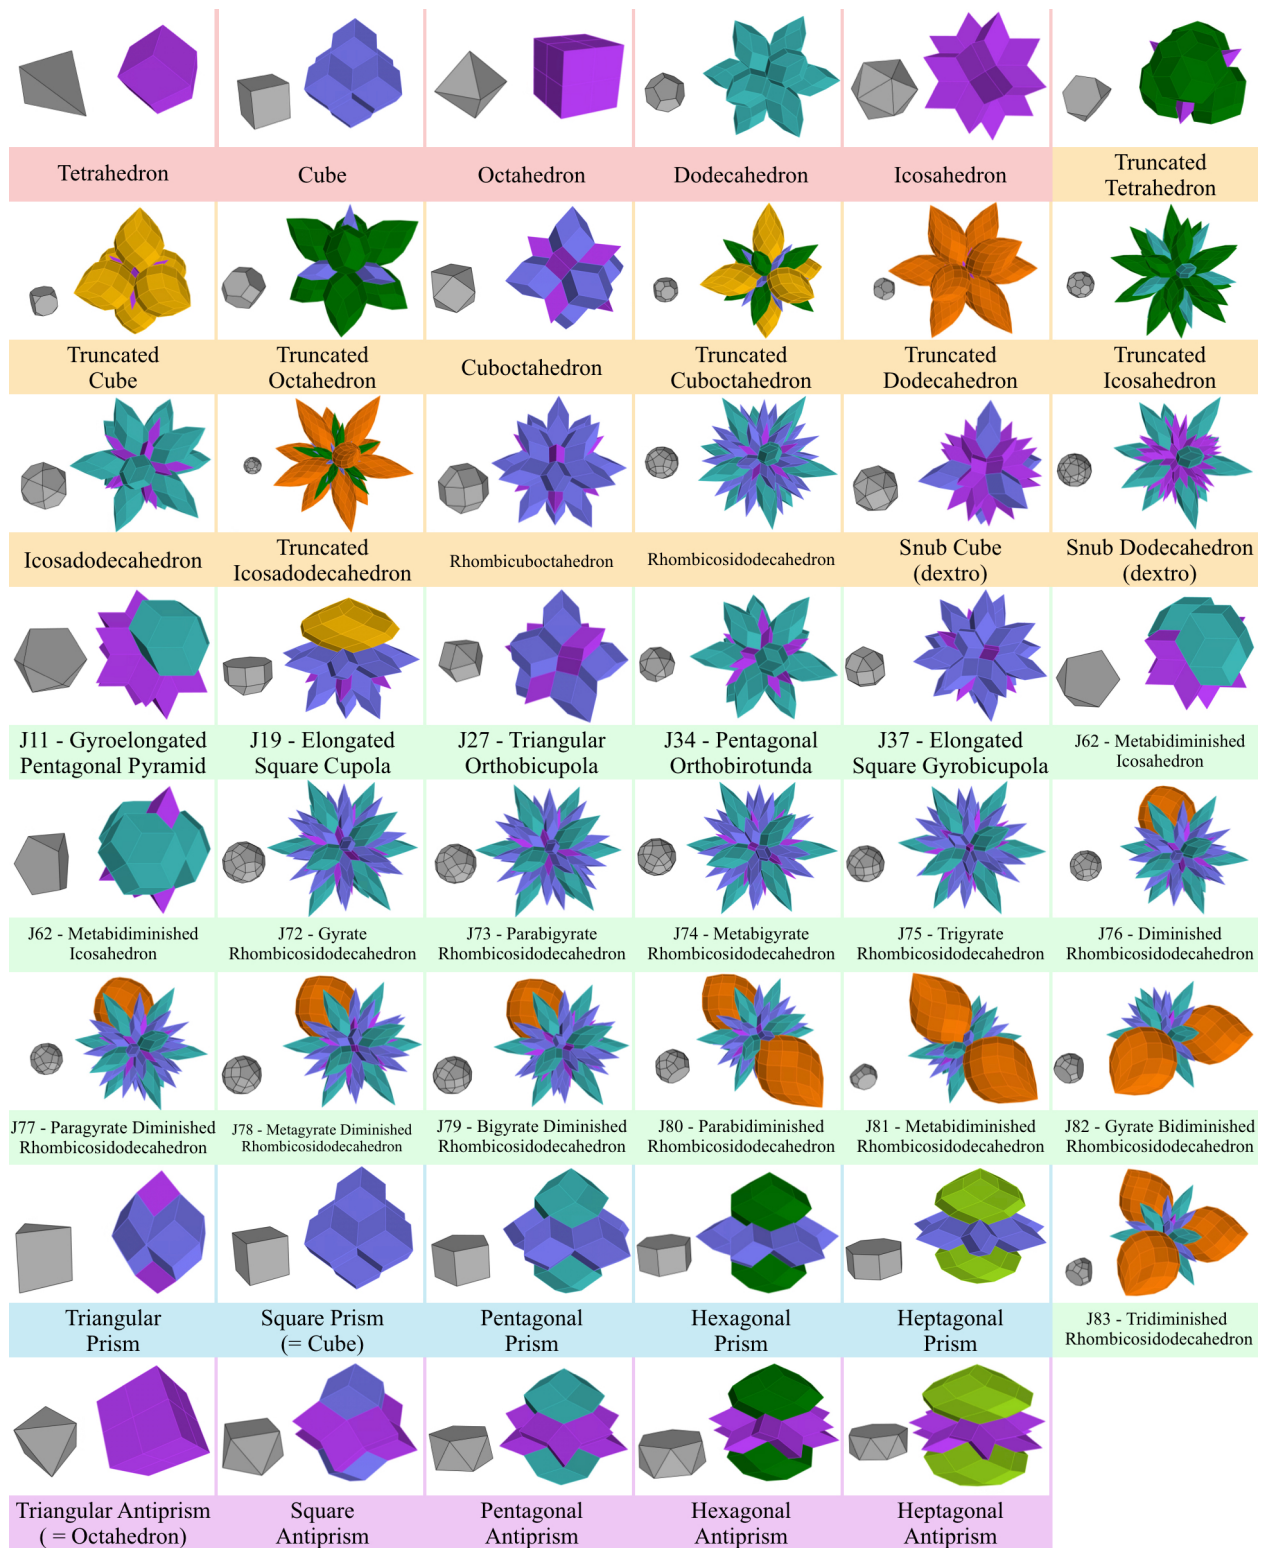 Tetrahedron
Cube
Octahedron
Dodecahedron
Icosahedron
Truncated
Tetrahedron
Truncated
Cube
Truncated
Octahedron
Cuboctahedron
Truncated
Cuboctahedron
Truncated
Dodecahedron
Truncated
Icosahedron
Icosadodecahedron
Truncated
Icosadodecahedron
Rhombicuboctahedron
Rhombicosidodecahedron
Snub Cube
(dextro)
Snub Dodecahedron
(dextro)
J11 - Gyroelongated
Pentagonal Pyramid
J19 - Elongated
Square Cupola
J27 - Triangular
Orthobicupola
J34 - Pentagonal
Orthobirotunda
J37 - Elongated
Square Gyrobicupola
J62 - Metabidiminished
Icosahedron
J62 - Metabidiminished
Icosahedron
J72 - Gyrate
Rhombicosidodecahedron
J73 - Parabigyrate
Rhombicosidodecahedron
J74 - Metabigyrate
Rhombicosidodecahedron
J75 - Trigyrate
Rhombicosidodecahedron
J76 - Diminished
Rhombicosidodecahedron
J77 - Paragyrate Diminished
Rhombicosidodecahedron
J78 - Metagyrate Diminished
Rhombicosidodecahedron
J79 - Bigyrate Diminished
Rhombicosidodecahedron
J80 - Parabidiminished
Rhombicosidodecahedron
J81 - Metabidiminished
Rhombicosidodecahedron
J82 - Gyrate Bidiminished
Rhombicosidodecahedron
Triangular
Prism
Square Prism
(= Cube)
Pentagonal
Prism
Hexagonal
Prism
Heptagonal
Prism
J83 - Tridiminished
Rhombicosidodecahedron
Triangular Antiprism
( = Octahedron)
Square
Antiprism
Pentagonal
Antiprism
Hexagonal
Antiprism
Heptagonal
Antiprism